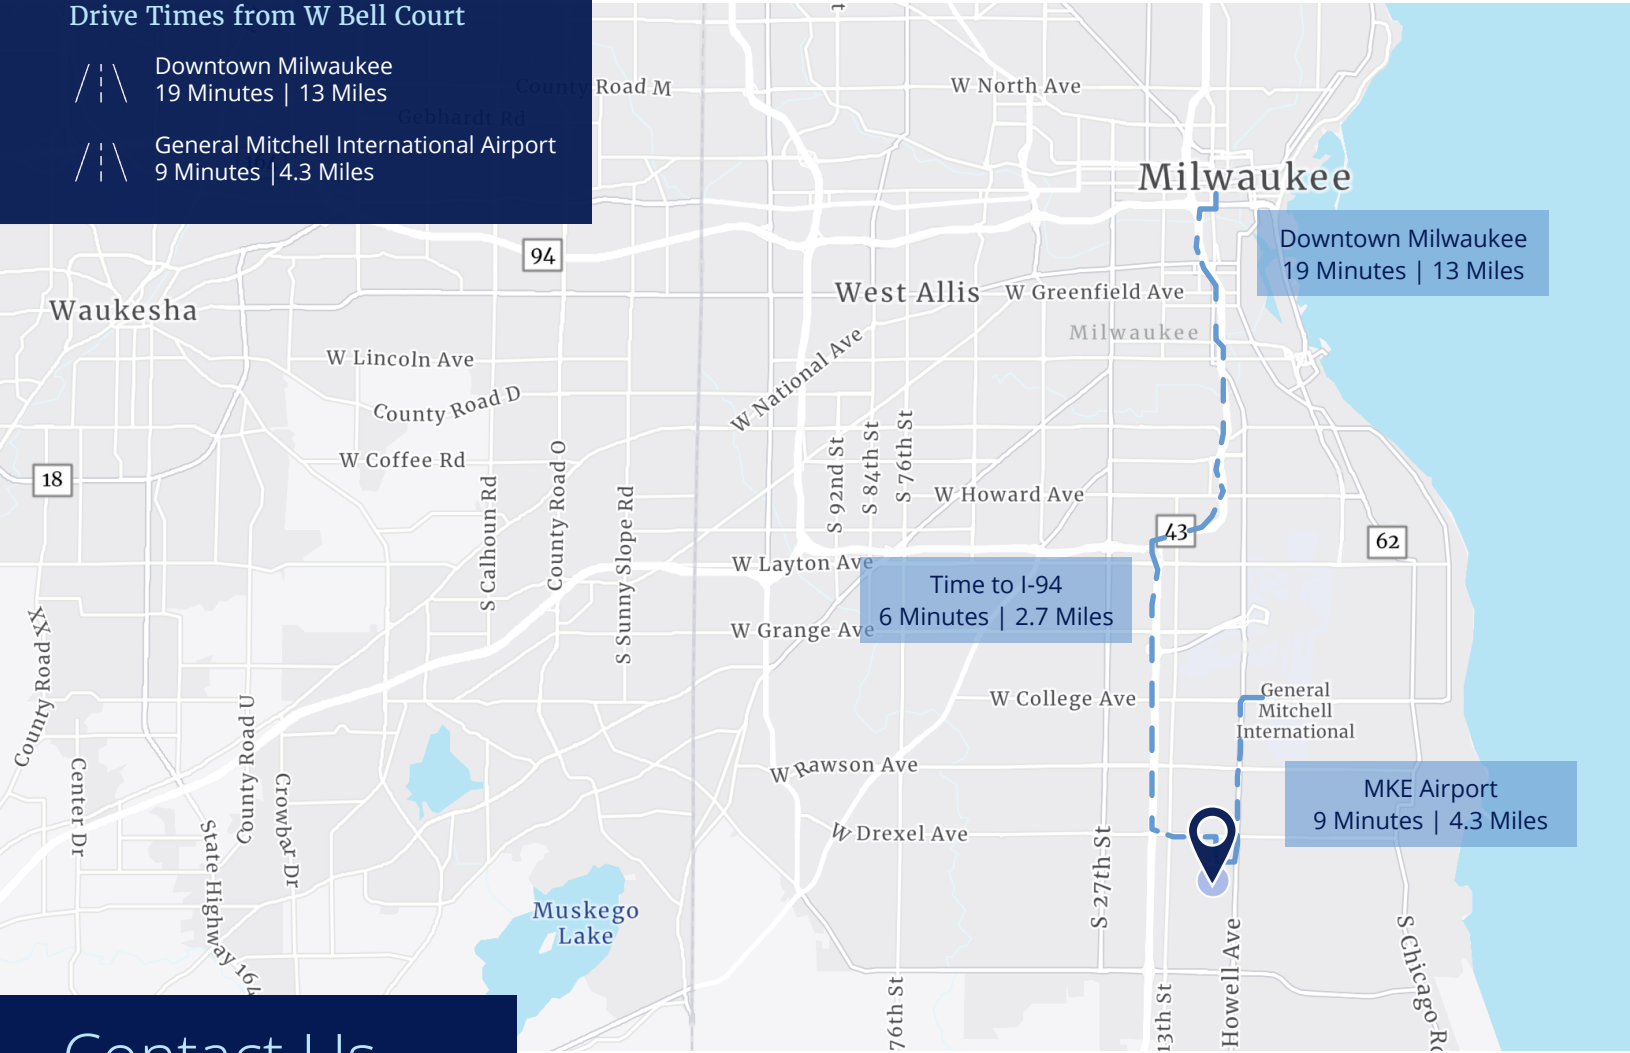 Drive Times from W Bell Court
Downtown Milwaukee
19 Minutes | 13 Miles
General Mitchell International Airport
9 Minutes |4.3 Miles
County Road M
Gebhardt Rd
W North Ave
Milwaukee
Downtown Milwaukee
19 Minutes | 13 Miles
94
Waukesha
West Allis
W Greenfield Ave
Milwaukee
W Lincoln Ave
W National Ave
County Road D
W Coffee Rd
18
S Calhoun Rd
County Road O
S Sunny Slope Rd
S 92nd St
S 84th St
S 76th St
W Howard Ave
43
62
W Layton Ave
Time to I-94
6 Minutes | 2.7 Miles
W Grange Ave
County Road XX
W College Ave
General
Mitchell
International
County Road U
Center Dr
Crowbar Dr
W Rawson Ave
MKE Airport
9 Minutes | 4.3 Miles
W Drexel Ave
S 27th St
State Highway 164
Muskego
Lake
Howell Ave
S Chicago Rd
76th St
13th St
Contact Us